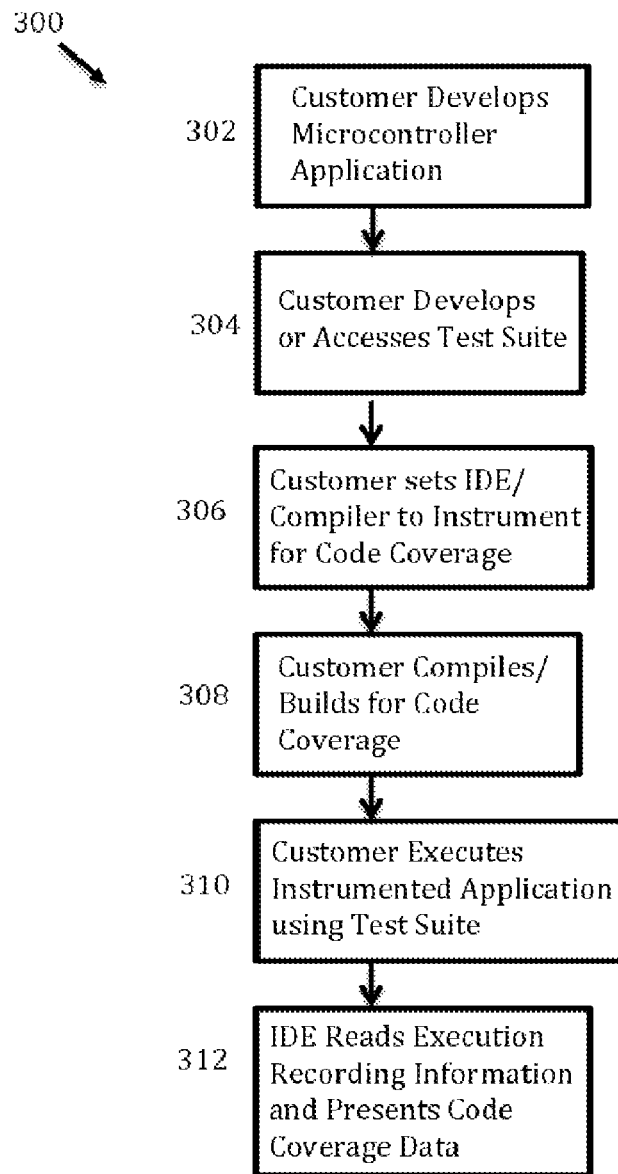 300
302
Customer Develops
Microcontroller
Application
304
Customer Develops
or Accesses Test Suite
306
Customer sets IDE/
Compiler to Instrument
for Code Coverage
308
Customer Compiles/
Builds for Code
Coverage
310
Customer Executes
Instrumented Application
using Test Suite
312
IDE Reads Execution
Recording Information
and Presents Code
Coverage Data